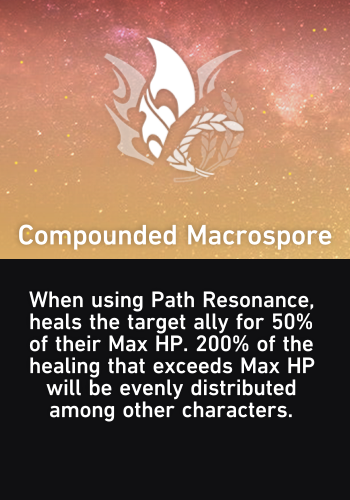 Compounded Macrospore
When using Path Resonance,
heals the target ally for 50%
of their Max HP. 200% of the
healing that exceeds Max HP
will be evenly distributed
among other characters.